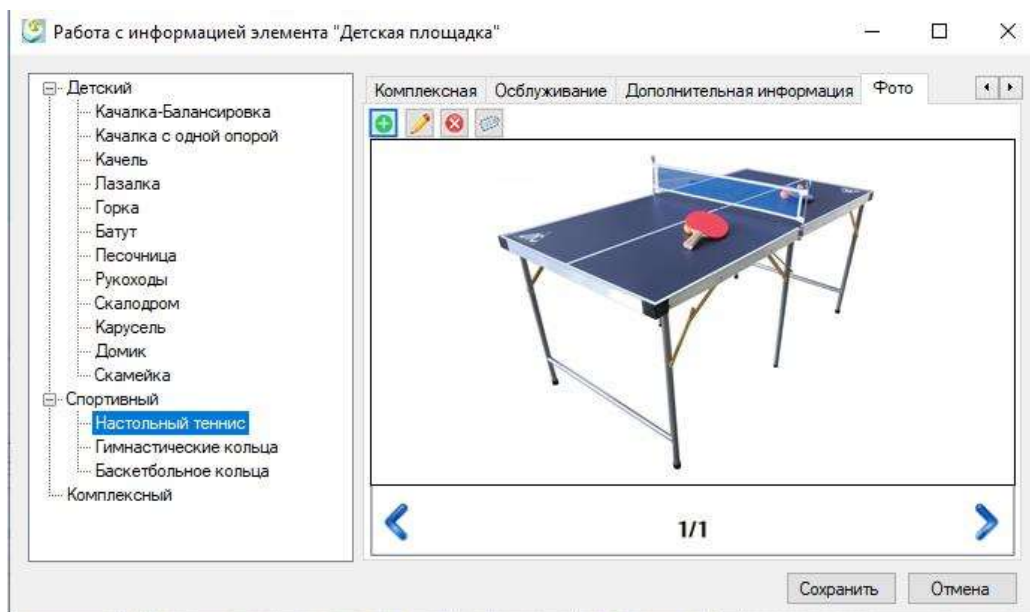 Работа с информацией элемента "Детская площадка"
Детский
Качалка-Балансировка
Качалка с одной опорой
Качель
Лазалка
Горка
Батут
Песочница
Рукоходы
Скалодром
Карусель
Домик
Скамейка
Спортивный
Настольный теннис
Гимнастические кольца
Баскетбольное кольца
Комплексный
Комплексная Осблуживание Дополнительная информация Фото
1/1
Сохранить Отмена